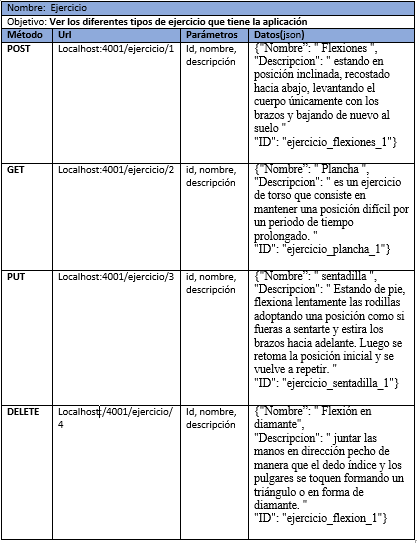 Nombre: Ejercicio
Objetivo: Ver los diferentes tipos de ejercicio que tiene la aplicación
Método Url Parámetros Datos(json)
POST Localhost:4001/ejercicio/1 Id, nombre, {"Nombre": " Flexiones ",
descripción "Descripcion": " estando en
posición inclinada, recostado
hacia abajo, levantando el
cuerpo únicamente con los
brazos y bajando de nuevo al
suelo "
"ID": "ejercicio_flexiones_1"}
GET Localhost:4001/ejercicio/2 id, nombre, {"Nombre": " Plancha ",
descripción "Descripcion": " es un ejercicio
de torso que consiste en
mantener una posición difícil por
un periodo de tiempo
prolongado. "
"ID": "ejercicio_plancha_1"}
PUT Localhost:4001/ejercicio/3 id, nombre, {"Nombre": " sentadilla ",
descripción "Descripcion": " Estando de pie,
flexiona lentamente las rodillas
adoptando una posición como si
fueras a sentarte y estira los
brazos hacia adelante. Luego se
retoma la posición inicial y se
vuelve a repetir. "
"ID": "ejercicio_sentadilla_1"}
DELETE Localhost:/4001/ejercicio/ Id, nombre, {"Nombre": " Flexión en
4 descripción diamante",
"Descripcion": " juntar las
manos en dirección pecho de
manera que el dedo índice y los
pulgares se toquen formando un
triángulo o en forma de
diamante. "
"ID": "ejercicio_flexion_1"}